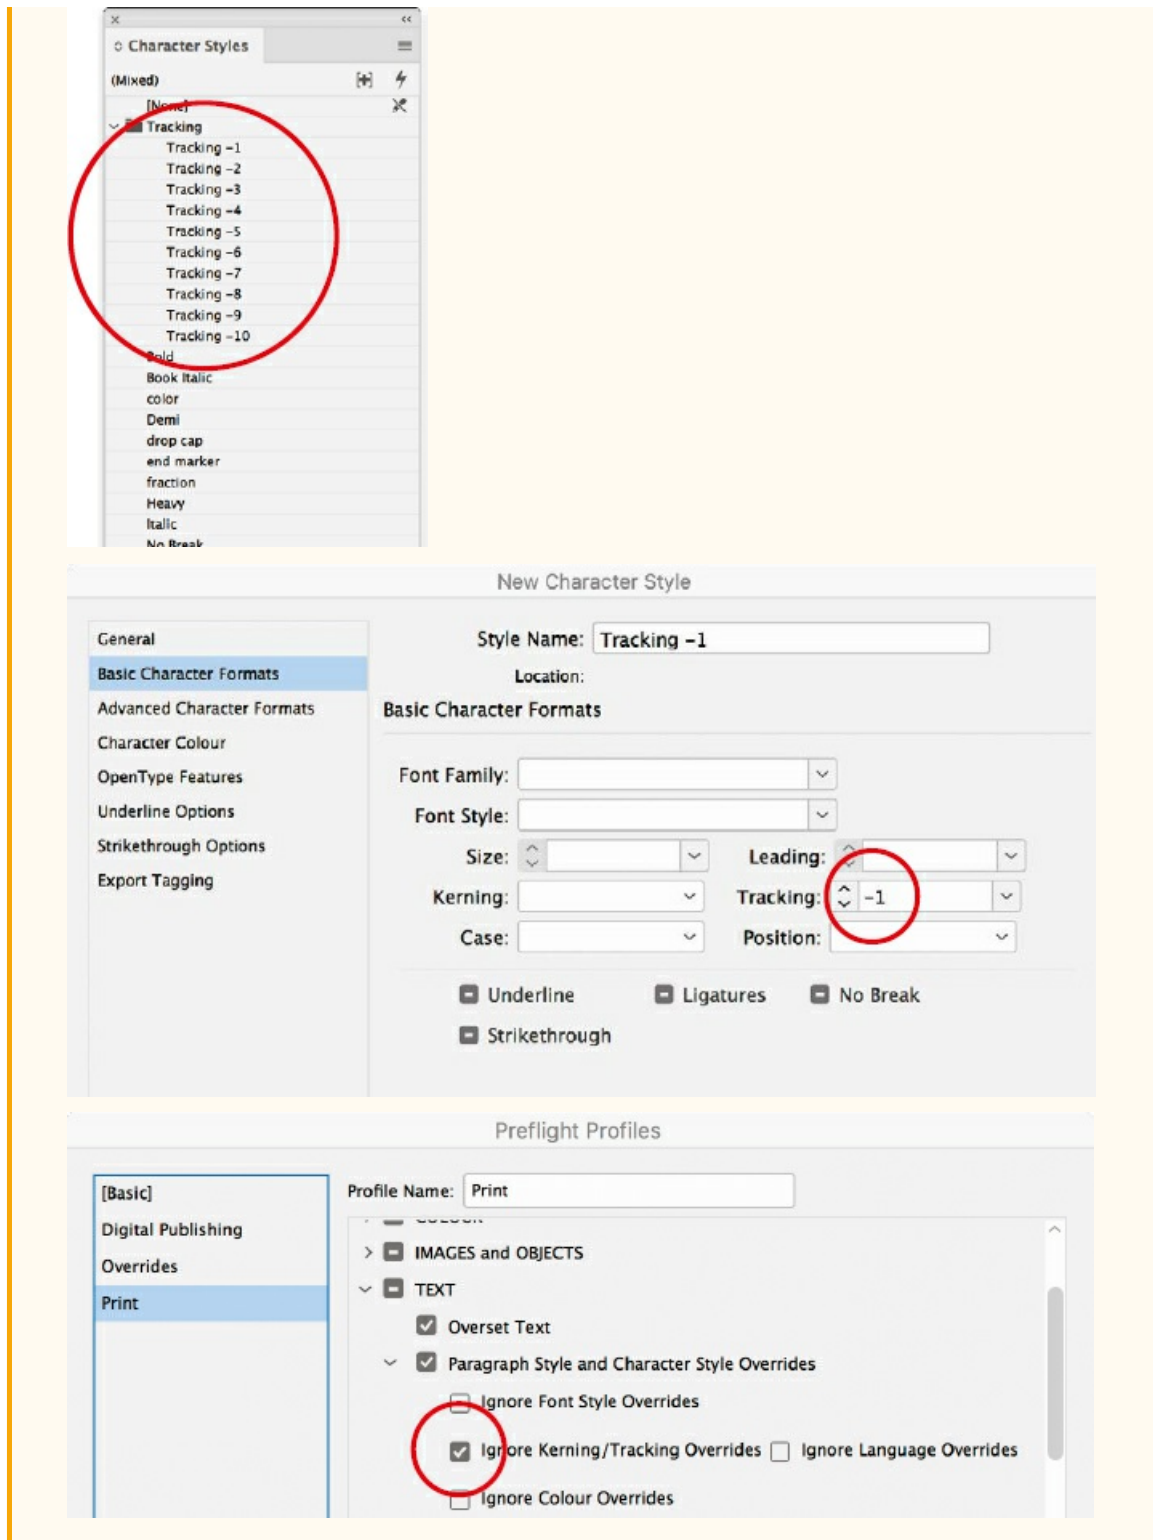 Character Styles
(Mixed)
[None]
Tracking
Tracking –1
Tracking –2
Tracking –3
Tracking –4
Tracking –5
Tracking –6
Tracking –7
Tracking –8
Tracking –9
Tracking –10
Bold
Book Italic
color
Demi
drop cap
end marker
fraction
Heavy
Italic
No Break
New Character Style
General
Basic Character Formats
Advanced Character Formats
Character Colour
OpenType Features
Underline Options
Strikethrough Options
Export Tagging
Style Name: Tracking –1
Location:
Basic Character Formats
Font Family:
Font Style:
Size: Leading:
Kerning: Tracking: –1
Case: Position:
Underline Ligatures No Break
Strikethrough
Preflight Profiles
[Basic]
Digital Publishing
Overrides
Print
Profile Name: Print
COLOUR
IMAGES and OBJECTS
TEXT
Overset Text
Paragraph Style and Character Style Overrides
Ignore Font Style Overrides
Ignore Kerning/Tracking Overrides Ignore Language Overrides
Ignore Colour Overrides